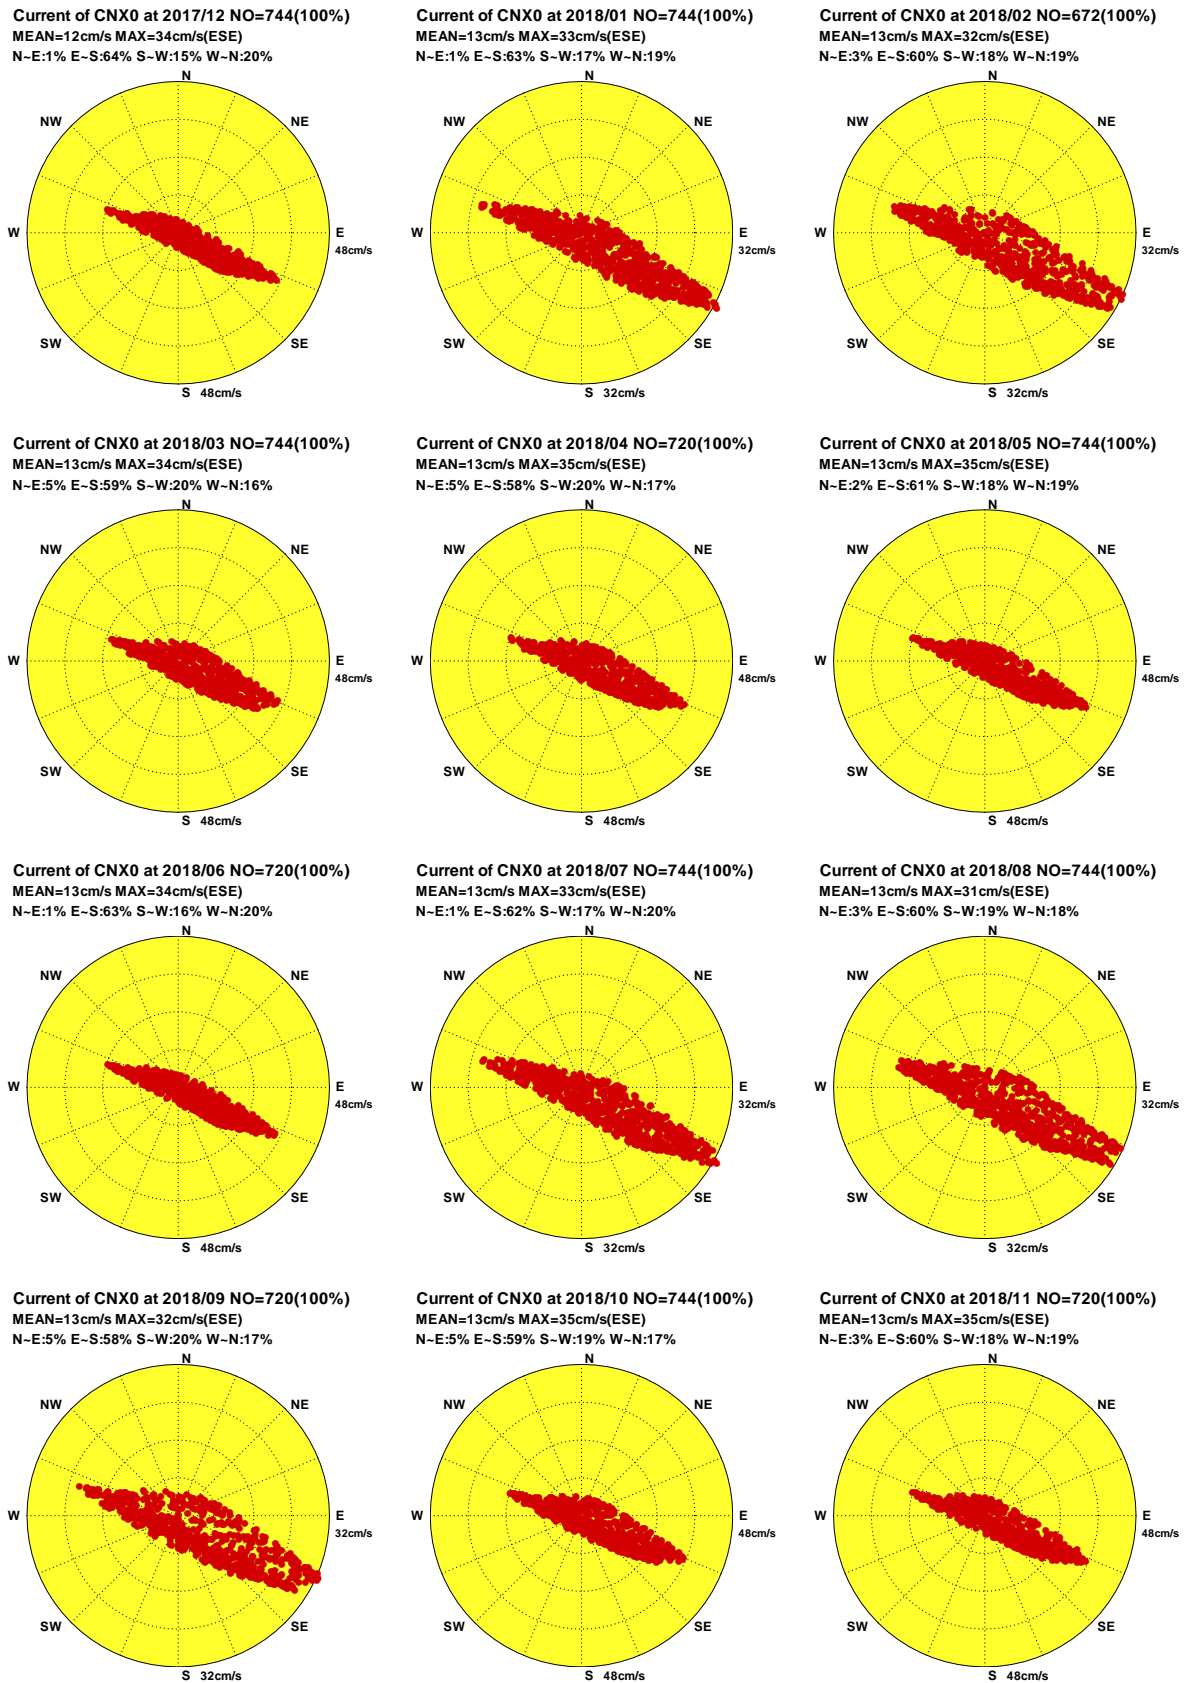 Current of CNX0 at 2017/12 NO=744(100%)
MEAN=12cm/s MAX=34cm/s(ESE)
N~E:1% E~S:64% S~W:15% W~N:20%
N
NW
NE
W
E
48cm/s
SW
SE
S 48cm/s
Current of CNX0 at 2018/01 NO=744(100%)
MEAN=13cm/s MAX=33cm/s(ESE)
N~E:1% E~S:63% S~W:17% W~N:19%
N
NW
NE
W
E
32cm/s
SW
SE
S 32cm/s
Current of CNX0 at 2018/02 NO=672(100%)
MEAN=13cm/s MAX=32cm/s(ESE)
N~E:3% E~S:60% S~W:18% W~N:19%
N
NW
NE
W
E
32cm/s
SW
SE
S 32cm/s
Current of CNX0 at 2018/03 NO=744(100%)
MEAN=13cm/s MAX=34cm/s(ESE)
N~E:5% E~S:59% S~W:20% W~N:16%
N
NW
NE
W
E
48cm/s
SW
SE
S 48cm/s
Current of CNX0 at 2018/04 NO=720(100%)
MEAN=13cm/s MAX=35cm/s(ESE)
N~E:5% E~S:58% S~W:20% W~N:17%
N
NW
NE
W
E
48cm/s
SW
SE
S 48cm/s
Current of CNX0 at 2018/05 NO=744(100%)
MEAN=13cm/s MAX=35cm/s(ESE)
N~E:2% E~S:61% S~W:18% W~N:19%
N
NW
NE
W
E
48cm/s
SW
SE
S 48cm/s
Current of CNX0 at 2018/06 NO=720(100%)
MEAN=13cm/s MAX=34cm/s(ESE)
N~E:1% E~S:63% S~W:16% W~N:20%
N
NW
NE
W
E
48cm/s
SW
SE
S 48cm/s
Current of CNX0 at 2018/07 NO=744(100%)
MEAN=13cm/s MAX=33cm/s(ESE)
N~E:1% E~S:62% S~W:17% W~N:20%
N
NW
NE
W
E
32cm/s
SW
SE
S 32cm/s
Current of CNX0 at 2018/08 NO=744(100%)
MEAN=13cm/s MAX=31cm/s(ESE)
N~E:3% E~S:60% S~W:19% W~N:18%
N
NW
NE
W
E
32cm/s
SW
SE
S 32cm/s
Current of CNX0 at 2018/09 NO=720(100%)
MEAN=13cm/s MAX=32cm/s(ESE)
N~E:5% E~S:58% S~W:20% W~N:17%
N
NW
NE
W
E
32cm/s
SW
SE
S 32cm/s
Current of CNX0 at 2018/10 NO=744(100%)
MEAN=13cm/s MAX=35cm/s(ESE)
N~E:5% E~S:59% S~W:19% W~N:17%
N
NW
NE
W
E
48cm/s
SW
SE
S 48cm/s
Current of CNX0 at 2018/11 NO=720(100%)
MEAN=13cm/s MAX=35cm/s(ESE)
N~E:3% E~S:60% S~W:18% W~N:19%
N
NW
NE
W
E
48cm/s
SW
SE
S 48cm/s